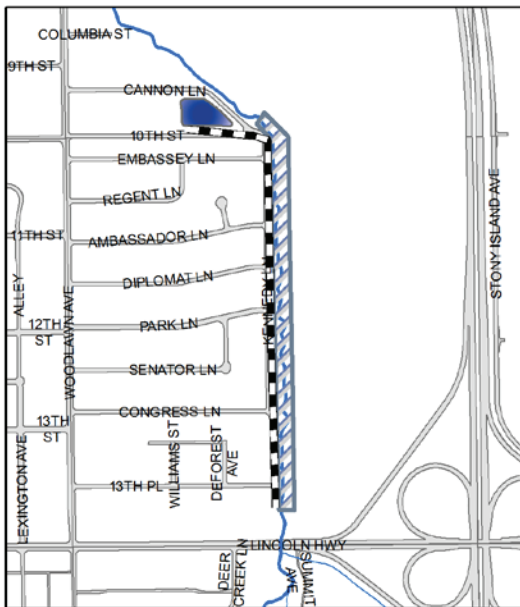 COLUMBIA ST
9TH ST
CANNON LN
10TH ST
EMBASSEY LN
REGENT LN
11TH ST
AMBASSADOR LN
STONY ISLAND AVE
ALLEY
DIPLOMAT LN
KENNEDY LN
WOODLAWN AVE
12TH
ST
PARK LN
SENATOR LN
CONGRESS LN
13TH
ST
WILLIAMS ST
DEFOREST
AVE
LEXINGTON AVE
13TH PL
LINCOLN HWY
DEER
CREEK LN
SUMMIT
AVE